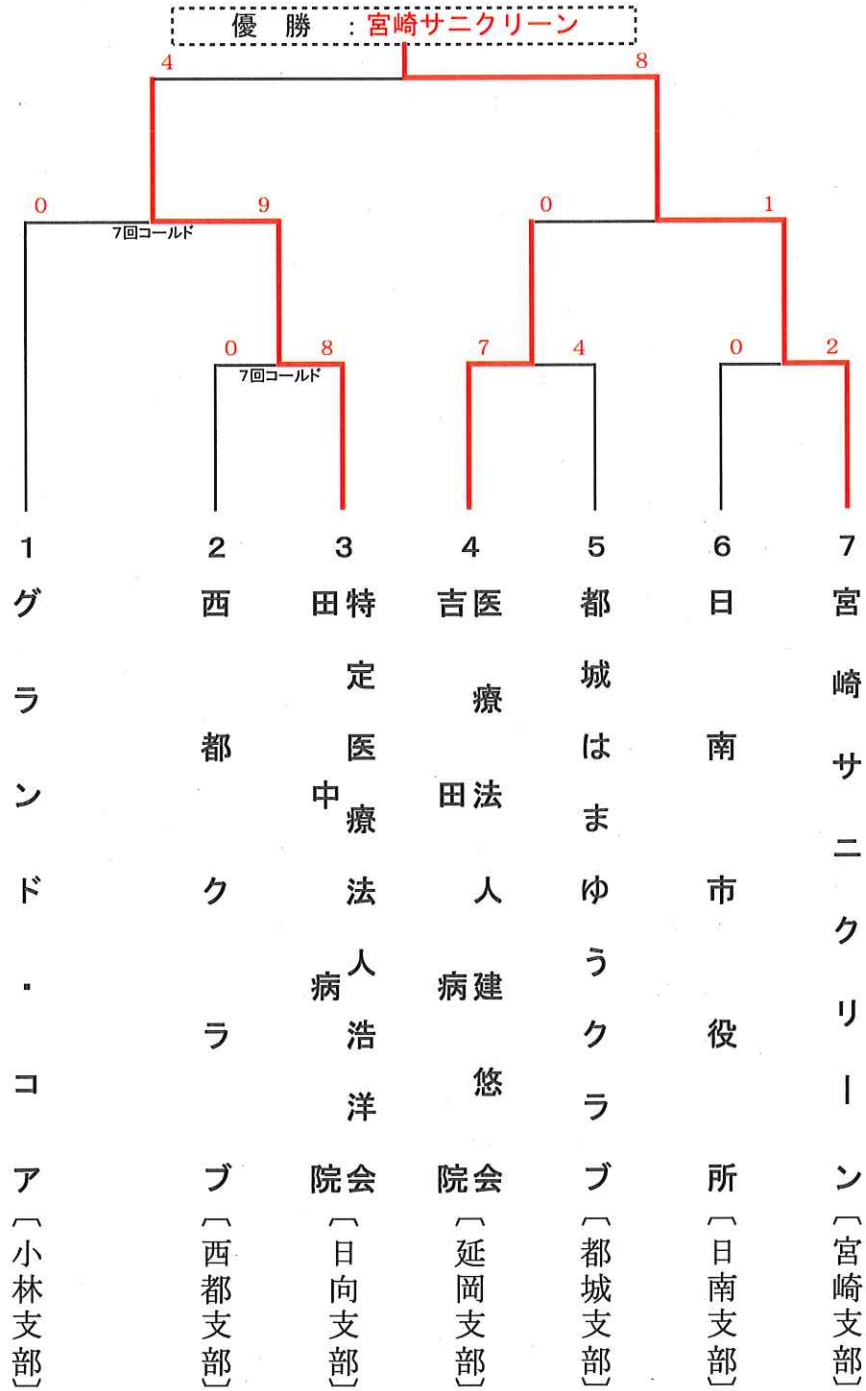 優 勝 : 宮崎サニクリーン
4
8
0
9
0
1
7回コールド
0
8
7
4
0
2
7回コールド
1
グランド・コア
〔小林支部〕
2
西都クラブ
〔西都支部〕
3
特定医療法人浩洋会
田中病院
〔日向支部〕
4
医療法人建悠会
吉田病院
〔延岡支部〕
5
都城はまゆうクラブ
〔都城支部〕
6
日南市役所
〔日南支部〕
7
宮崎サニクリーン
〔宮崎支部〕